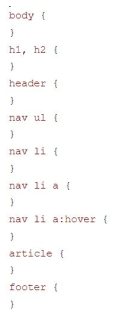 body {
}
h1, h2 {
}
header {
}
nav ul {
}
nav li {
}
nav li a {
}
nav li a:hover {
}
article {
}
footer {
}